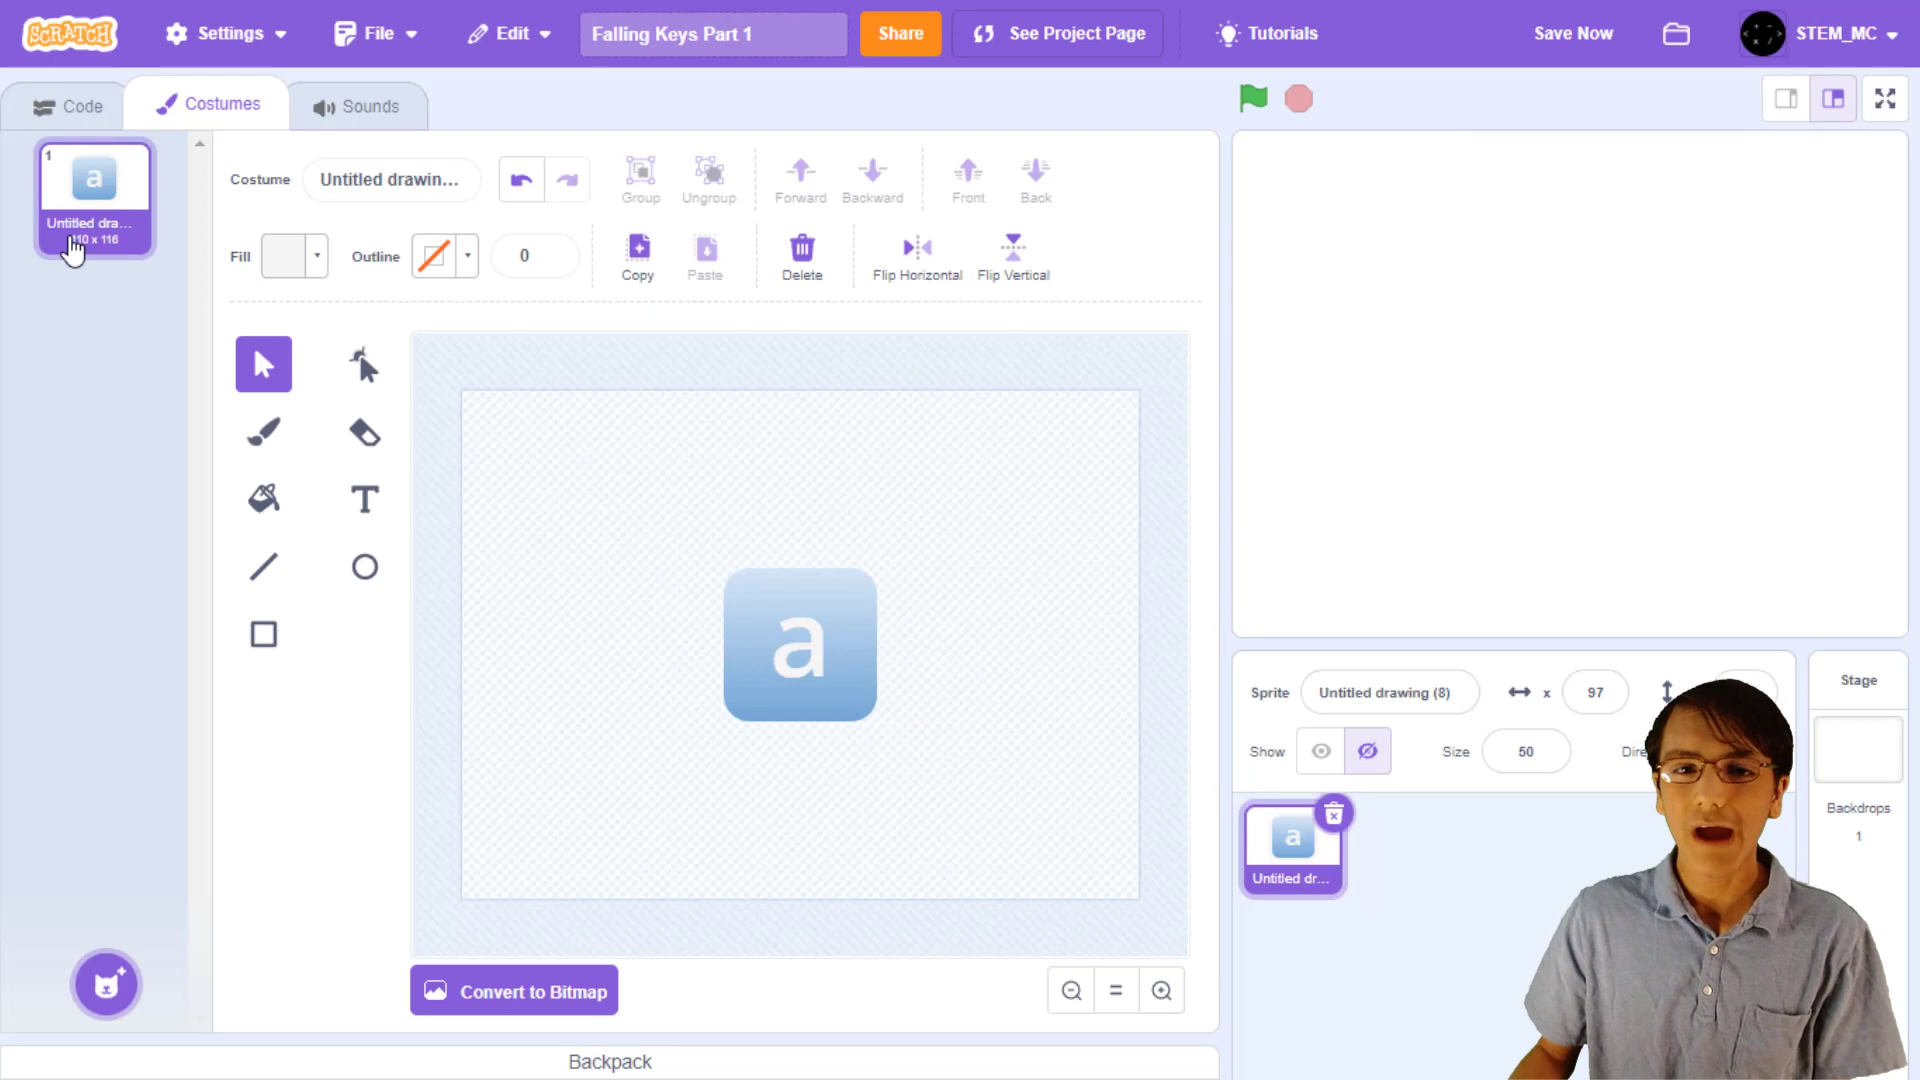 SCRATCH Settings File Edit Falling Keys Part 1 Share See Project Page Tutorials Save Now STEM_MC
Code Costumes Sounds
1
a
Untitled dra...
110 x 116
Costume Untitled drawin... Group Ungroup Forward Backward Front Back
Fill Outline 0 Copy Paste Delete Flip Horizontal Flip Vertical
T
a
Convert to Bitmap
=
Backpack
Sprite Untitled drawing (8) x 97
Show Size 50
a
Untitled dr...
Stage
Backdrops
1